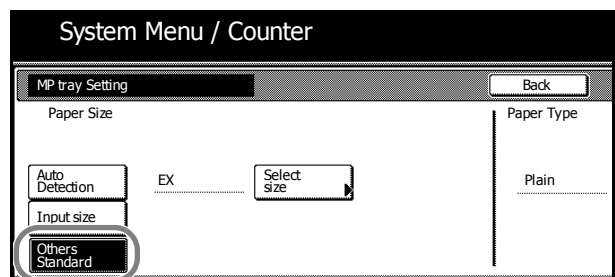 System Menu / Counter
MP tray Setting
Back
Paper Size
Paper Type
Auto
Detection
EX
Select
size
Plain
Input size
Others
Standard